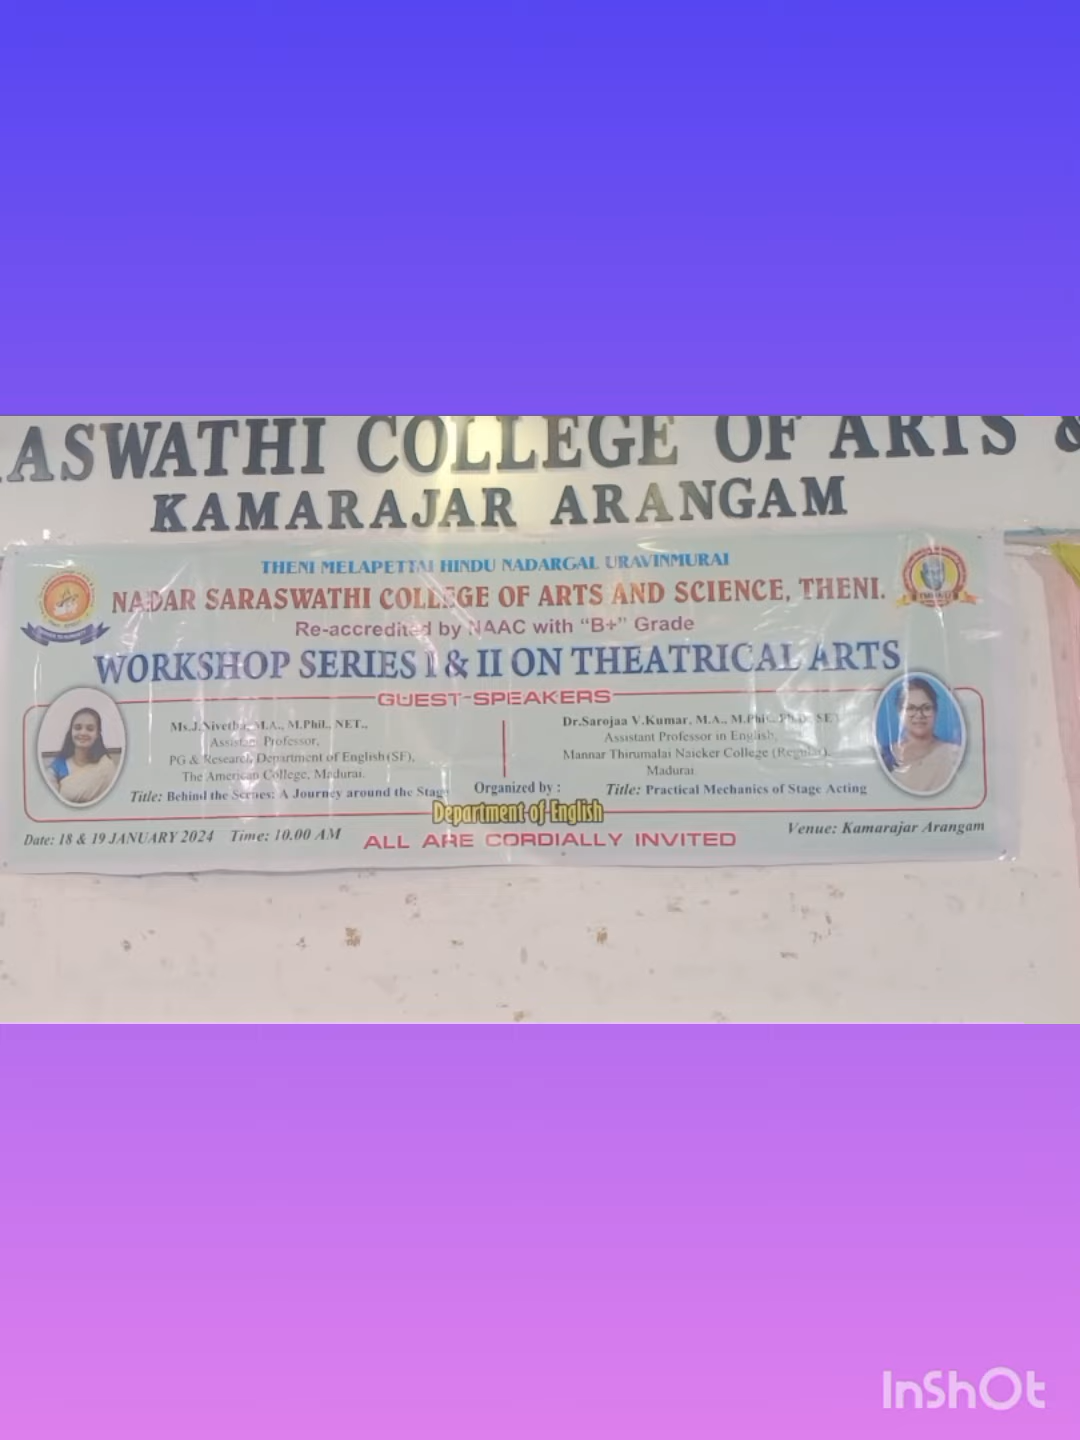 ASWATHI COLLEGE OF ARTS &
KAMARAJAR ARANGAM
THENI MELAPETTAI HINDU NADARGAL URAVINMURAI
NADAR SARASWATHI COLLEGE OF ARTS AND SCIENCE, THENI.
Re-accredited by NAAC with “B+” Grade
WORKSHOP SERIES I & II ON THEATRICAL ARTS
GUEST-SPEAKERS
Ms.J.Nivetha, M.A., M.Phil., NET.,
Assistant Professor,
PG & Research Department of English(SF),
The American College, Madurai.
Title: Behind the Scenes: A Journey around the Stage
Dr.Sarojaa V.Kumar, M.A., M.Phil., Ph.D., SET
Assistant Professor in English,
Mannar Thirumalai Naicker College (Regular),
Madurai.
Title: Practical Mechanics of Stage Acting
Organized by :
Department of English
Date: 18 & 19 JANUARY 2024 Time: 10.00 AM
ALL ARE CORDIALLY INVITED
Venue: Kamarajar Arangam
InShOt